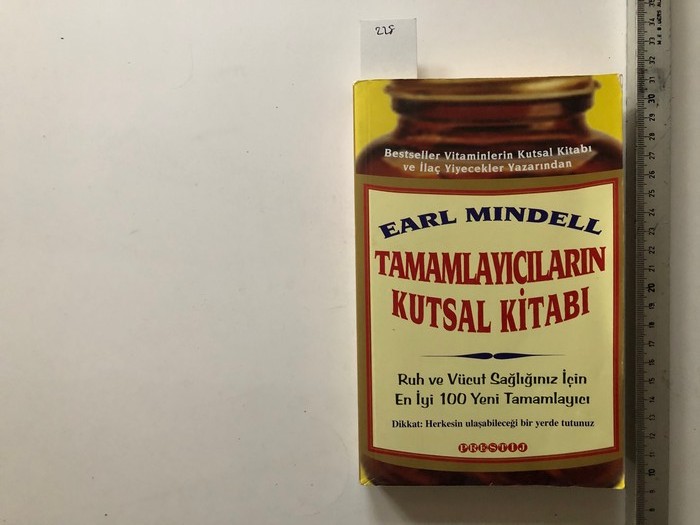 228
Bestseller Vitaminlerin Kutsal Kitabı
ve İlaç Yiyecekler Yazarından
EARL MINDELL
TAMAMLAYICILARIN
KUTSAL KİTABI
Ruh ve Vücut Sağlığınız İçin
En İyi 100 Yeni Tamamlayıcı
Dikkat: Herkesin ulaşabileceği bir yerde tutunuz
PRESTİJ